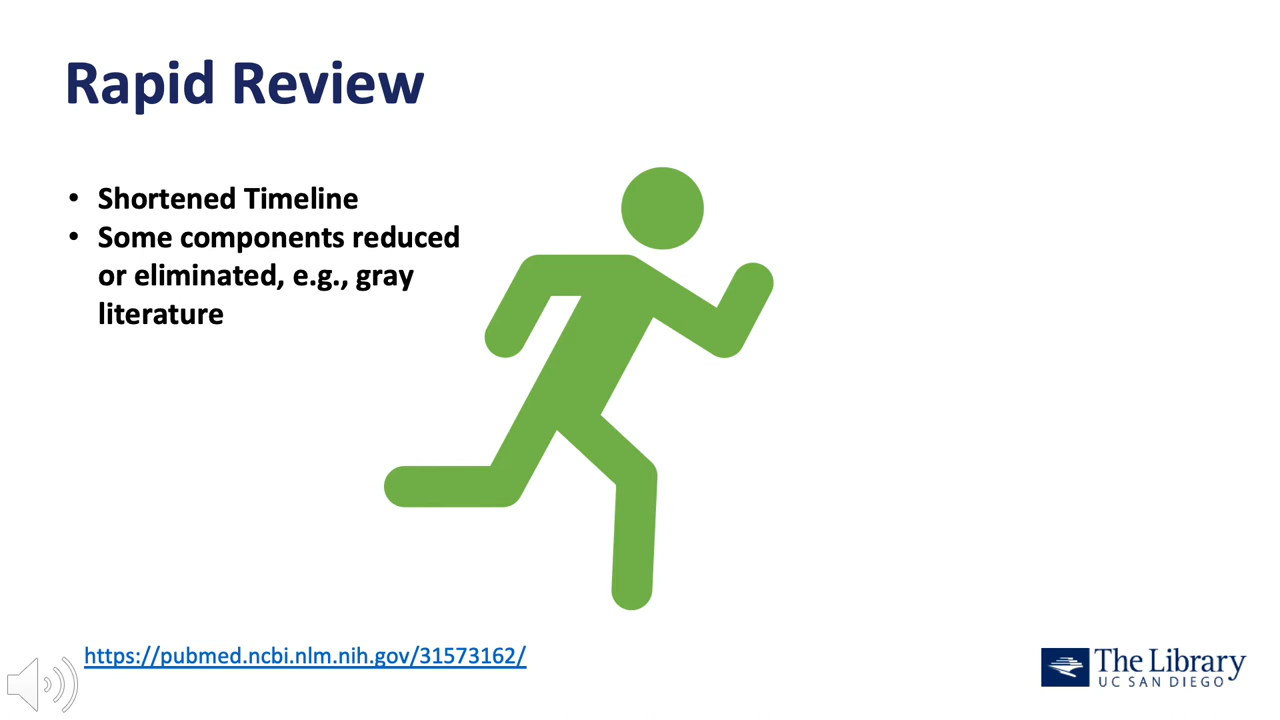 Rapid Review
• Shortened Timeline
• Some components reduced
or eliminated, e.g., gray
literature
https://pubmed.ncbi.nlm.nih.gov/31573162/
The Library
UC SAN DIEGO